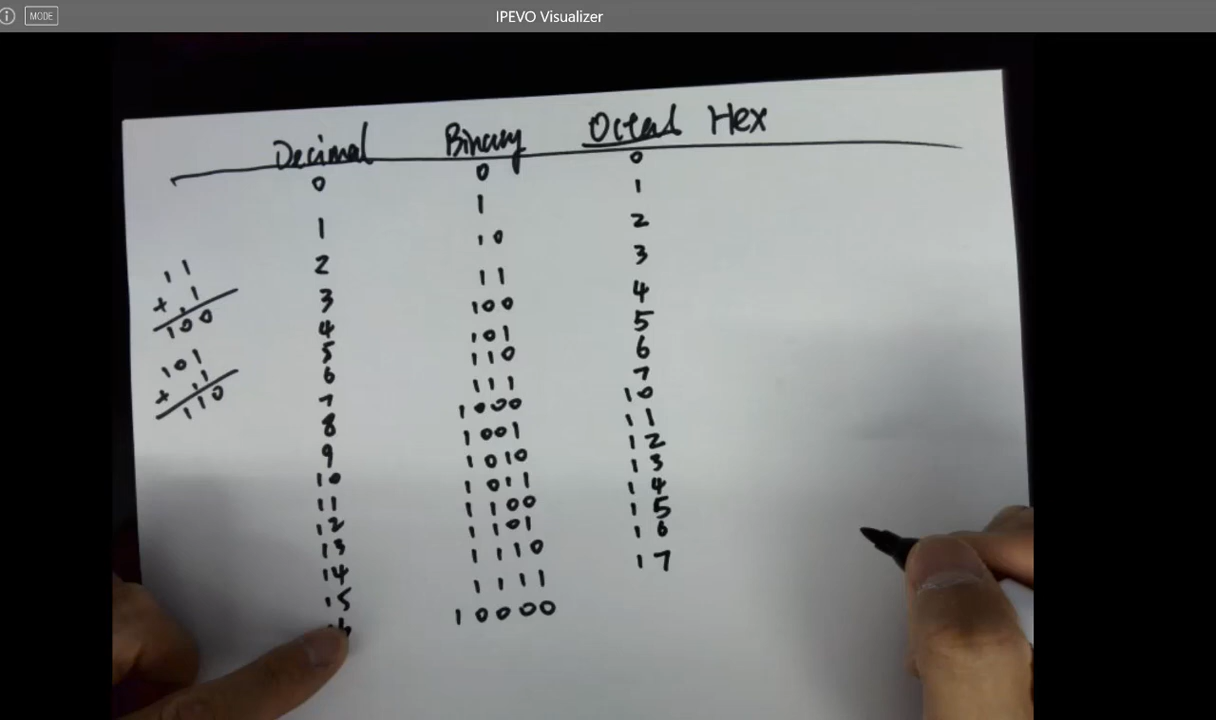 MODE IPEVO Visualizer
Decimal Binary Octal Hex
0 0 0
1 1 1
2 10 2
3 11 3
4 100 4
5 101 5
6 110 6
7 111 7
8 1000 10
9 1001 11
10 1010 12
11 1011 13
12 1100 14
13 1101 15
14 1110 16
15 1111 17
16 10000
11
+ 1
100
101
+ 1
110